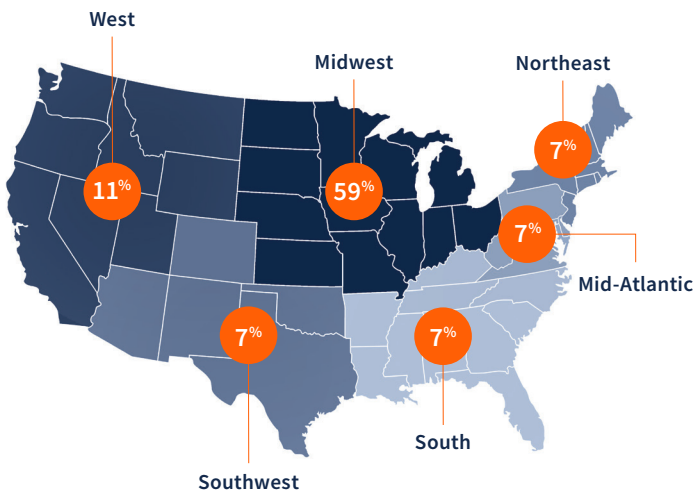 West
Midwest
Northeast
7%
11%
59%
7%
Mid-Atlantic
7%
7%
South
Southwest